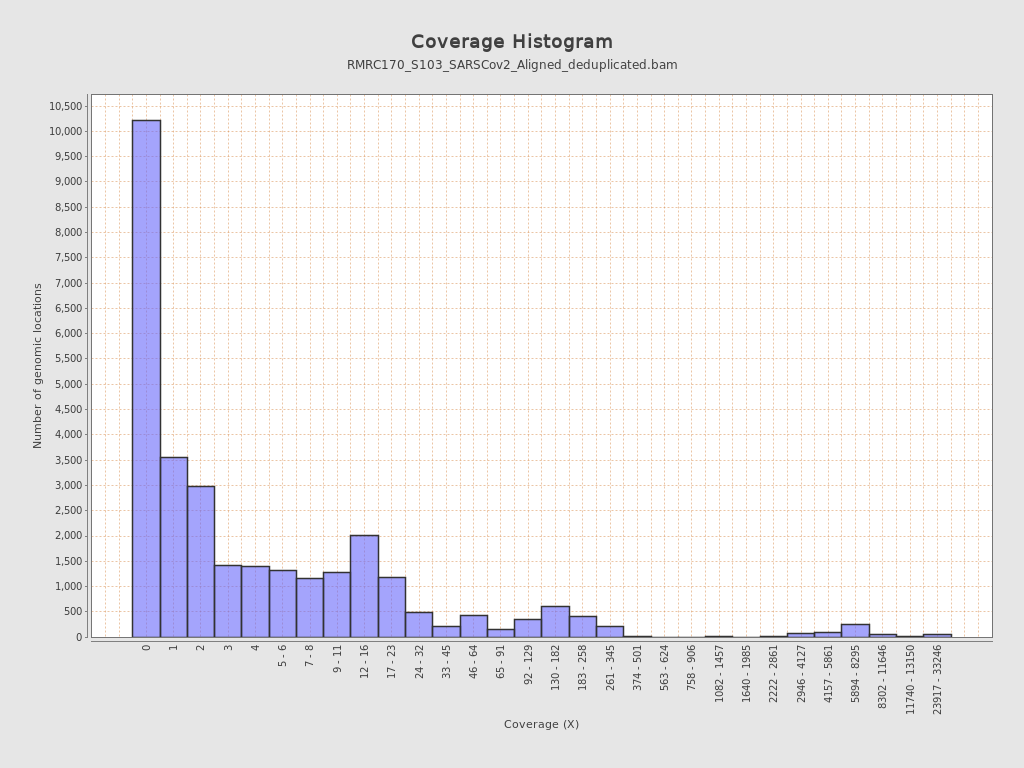 Coverage Histogram
RMRC170_S103_SARSCov2_Aligned_deduplicated.bam
10,500
10,000
9,500
9,000
8,500
8,000
7,500
7,000
6,500
6,000
5,500
5,000
4,500
4,000
3,500
3,000
2,500
2,000
1,500
1,000
500
0
Number of genomic locations
0
1
2
3
4
5 - 6
7 - 8
9 - 11
12 - 16
17 - 23
24 - 32
33 - 45
46 - 64
65 - 91
92 - 129
130 - 182
183 - 258
261 - 345
374 - 501
563 - 624
758 - 906
1082 - 1457
1640 - 1985
2222 - 2861
2946 - 4127
4157 - 5861
5894 - 8295
8302 - 11646
11740 - 13150
23917 - 33246
Coverage (X)